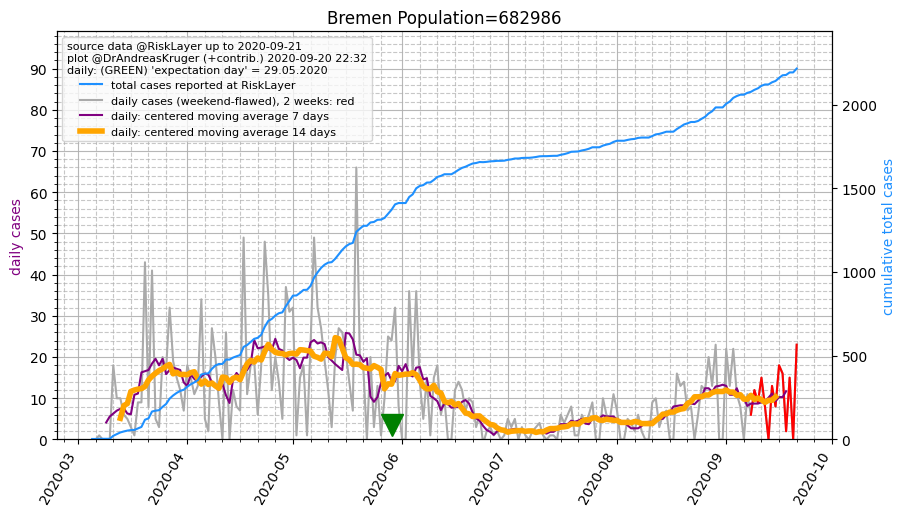 Bremen Population=682986
source data @RiskLayer up to 2020-09-21
plot @DrAndreasKruger (+contrib.) 2020-09-20 22:32
daily: (GREEN) 'expectation day' = 29.05.2020
total cases reported at RiskLayer
daily cases (weekend-flawed), 2 weeks: red
daily: centered moving average 7 days
daily: centered moving average 14 days
daily cases
90
80
70
60
50
40
30
20
10
0
2000
1500
1000
500
0
cumulative total cases
2020-03
2020-04
2020-05
2020-06
2020-07
2020-08
2020-09
2020-10